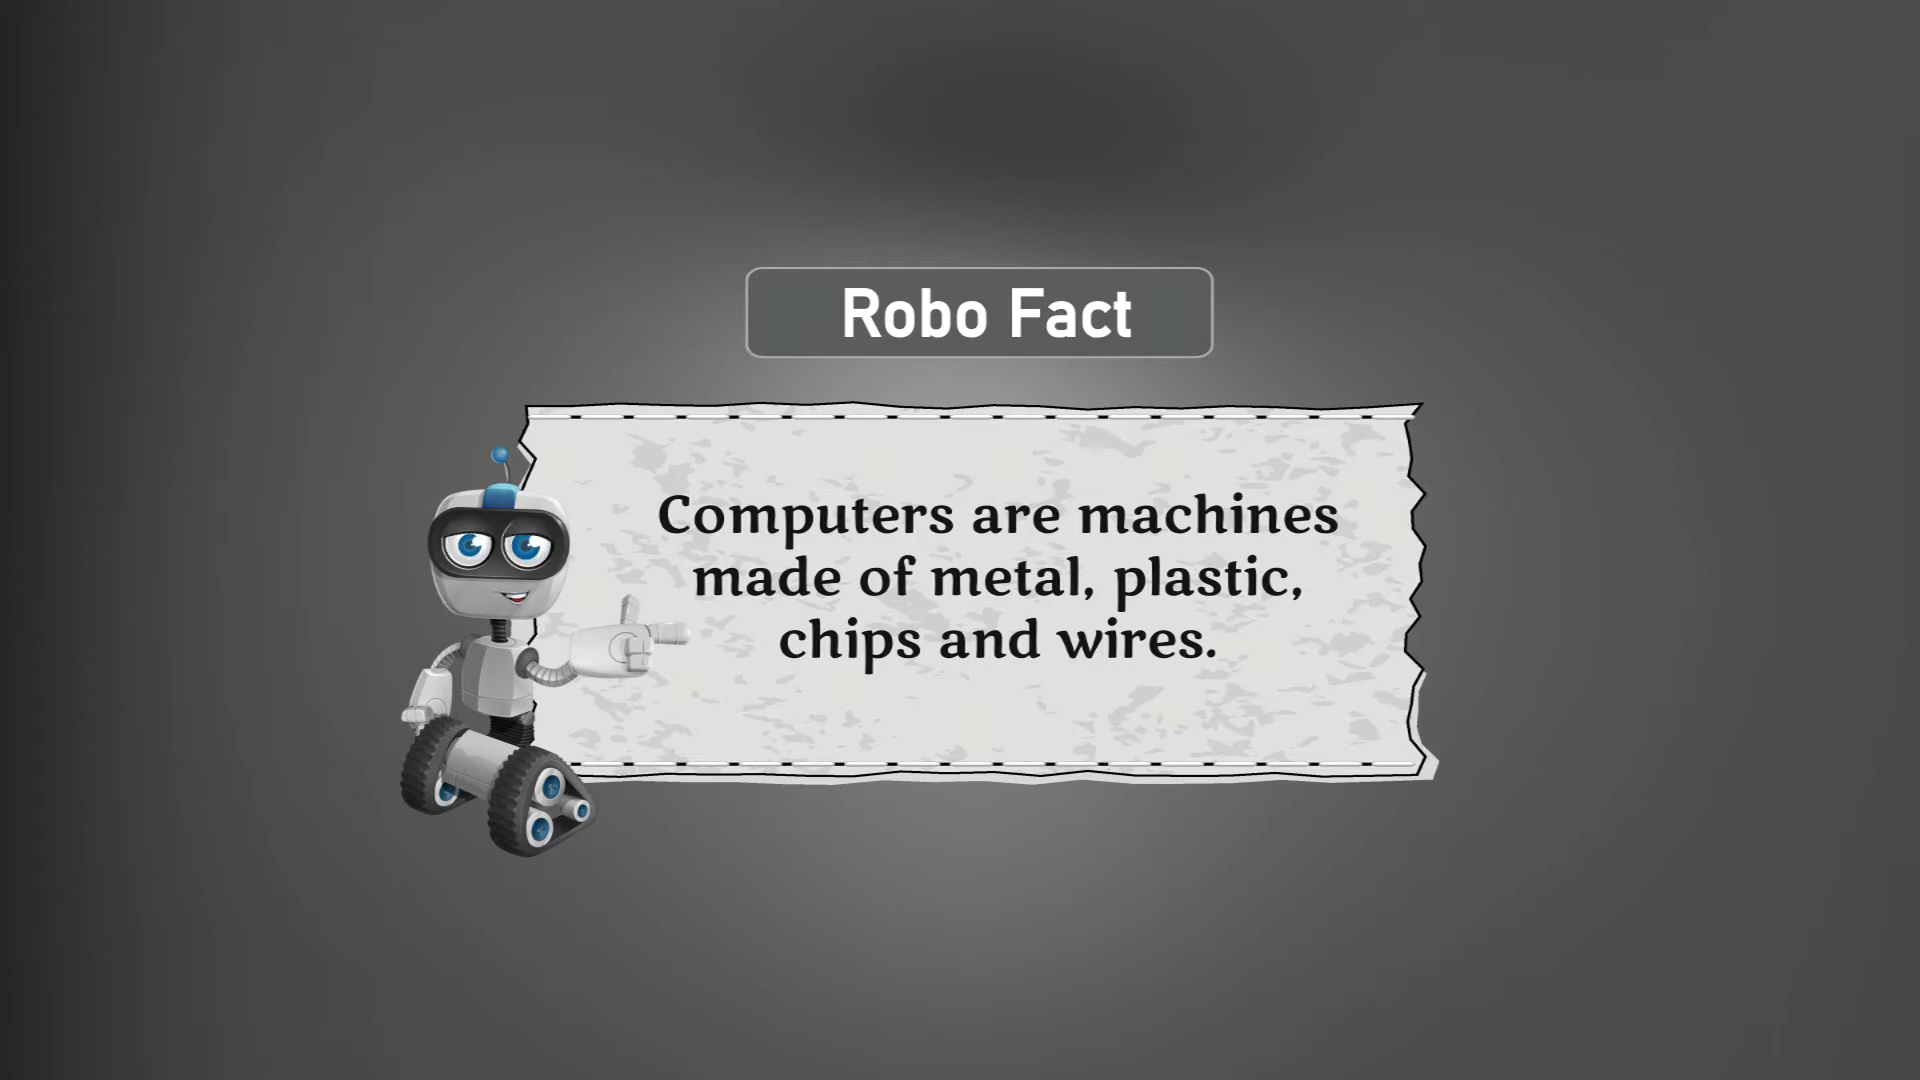 Robo Fact
Computers are machines
made of metal, plastic,
chips and wires.